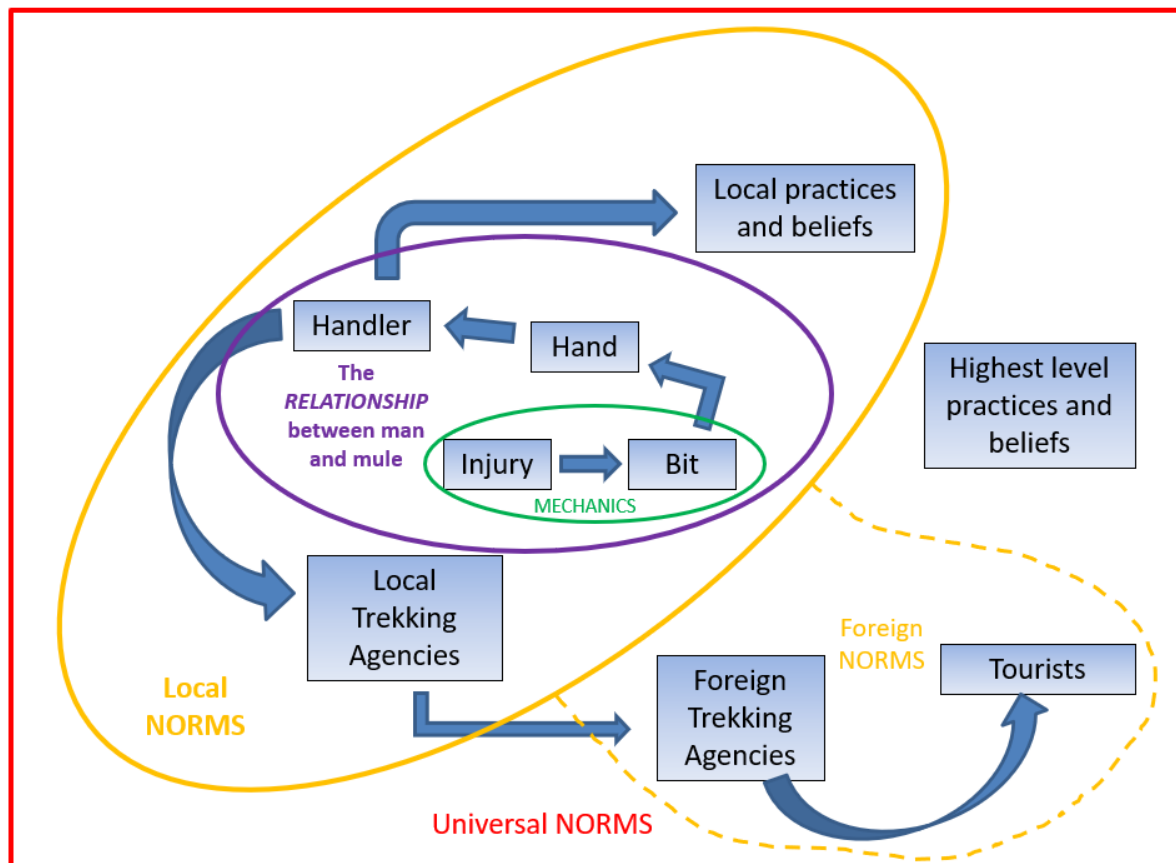 Local practices
and beliefs
Handler
Hand
The
RELATIONSHIP
between man
and mule
Injury
Bit
MECHANICS
Highest level
practices and
beliefs
Local
Trekking
Agencies
Local
NORMS
Foreign
NORMS
Tourists
Foreign
Trekking
Agencies
Universal NORMS